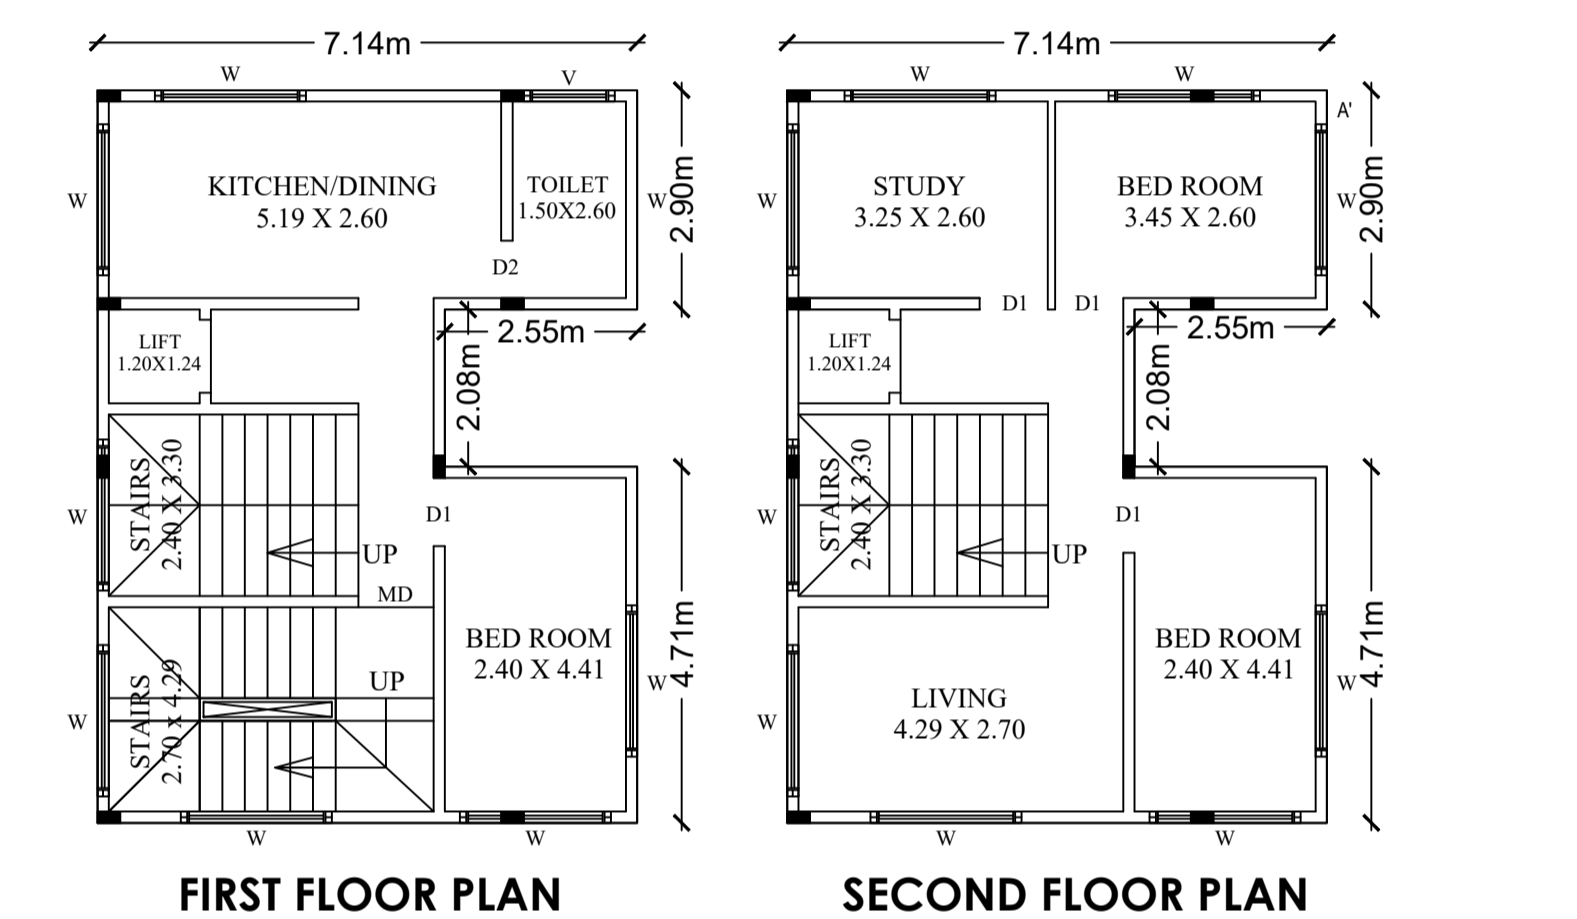 7.14m
W
V
KITCHEN/DINING
5.19 X 2.60
TOILET
1.50X2.60
W
W
2.90m
D2
LIFT
1.20X1.24
2.55m
2.08m
STAIRS
2.40 X 3.30
W
D1
UP
MD
BED ROOM
2.40 X 4.41
UP
STAIRS
2.70 x 4.29
W
W
4.71m
W
W
FIRST FLOOR PLAN
7.14m
W
W
A'
STUDY
3.25 X 2.60
BED ROOM
3.45 X 2.60
W
W
2.90m
D1
D1
LIFT
1.20X1.24
2.55m
2.08m
STAIRS
2.40 X 3.30
W
D1
UP
BED ROOM
2.40 X 4.41
LIVING
4.29 X 2.70
W
W
4.71m
W
W
SECOND FLOOR PLAN